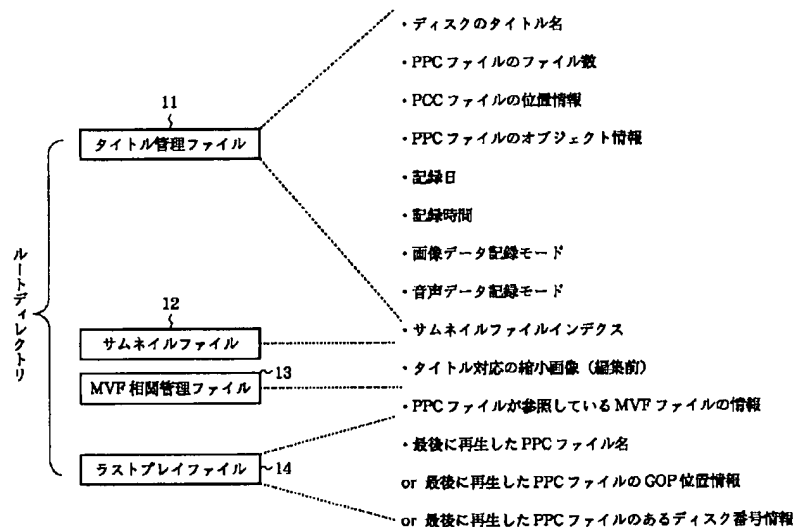 ・ディスクのタイトル名
・PPCファイルのファイル数
11
・PCCファイルの位置情報
タイトル管理ファイル
・PPCファイルのオブジェクト情報
・記録日
・記録時間
・画像データ記録モード
・音声データ記録モード
ルートディレクトリ
12
サムネイルファイル
・サムネイルファイルインデクス
13
・タイトル対応の縮小画像（編集前）
MVF相関管理ファイル
・PPCファイルが参照しているMVFファイルの情報
・最後に再生したPPCファイル名
ラストプレイファイル
14
or 最後に再生したPPCファイルのGOP位置情報
or 最後に再生したPPCファイルのあるディスク番号情報